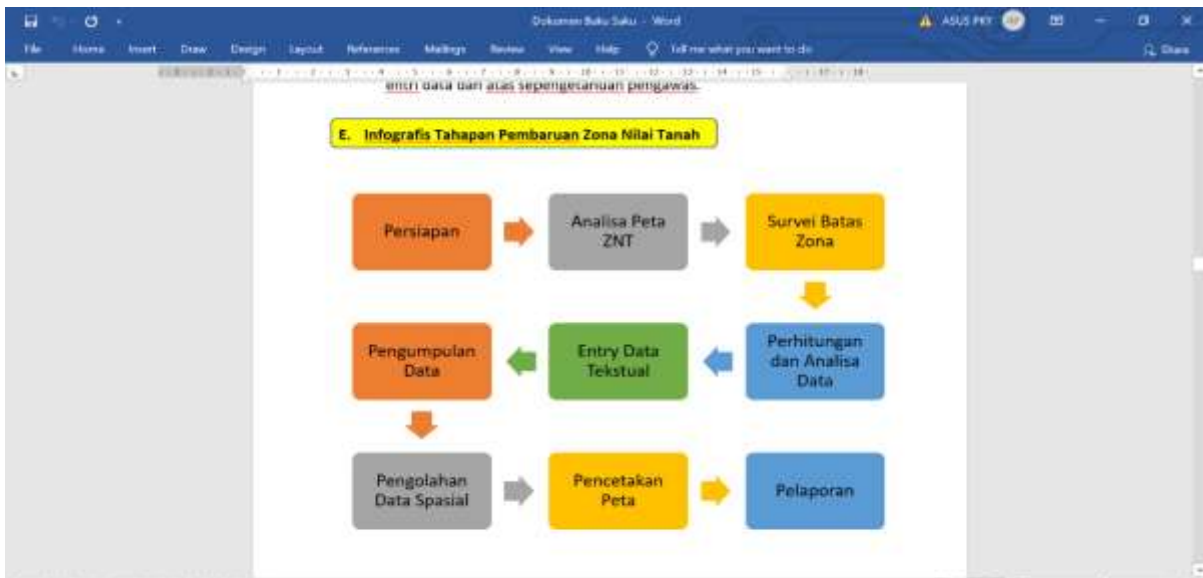 Dokumen Buku Saku - Word
ASUS PKY
File Home Insert Draw Design Layout References Mailings Review View Help Tell me what you want to do
Share
entri data dan atas sepengetahuan pengawas.
E. Infografis Tahapan Pembaruan Zona Nilai Tanah
Persiapan
Analisa Peta
ZNT
Survei Batas
Zona
Perhitungan
dan Analisa
Data
Entry Data
Tekstual
Pengumpulan
Data
Pengolahan
Data Spasial
Pencetakan
Peta
Pelaporan